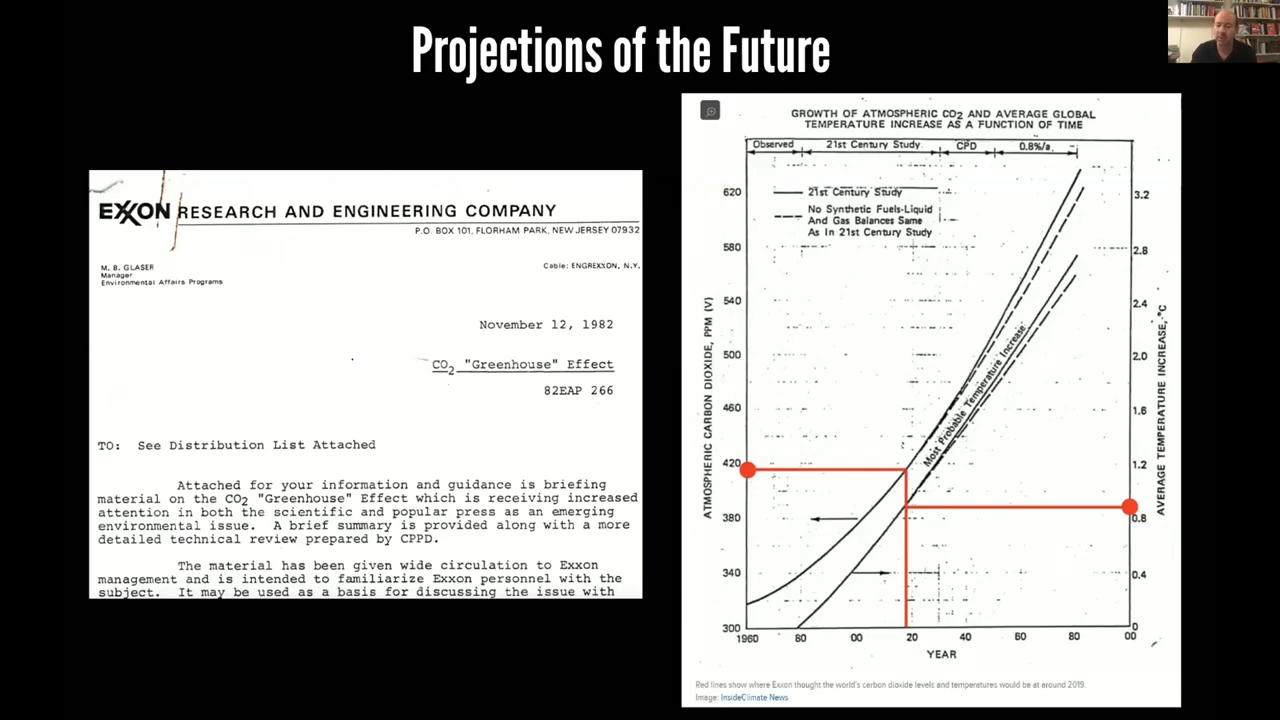 Projections of the Future
EXXON RESEARCH AND ENGINEERING COMPANY
P.O. BOX 101, FLORHAM PARK, NEW JERSEY 07932
M. B. GLASER
Manager
Environmental Affairs Programs
Cable: ENGREXXON, N.Y.
November 12, 1982
CO2 "Greenhouse" Effect
82EAP 266
TO: See Distribution List Attached
Attached for your information and guidance is briefing
material on the CO2 "Greenhouse" Effect which is receiving increased
attention in both the scientific and popular press as an emerging
environmental issue. A brief summary is provided along with a more
detailed technical review prepared by CPPD.
The material has been given wide circulation to Exxon
management and is intended to familiarize Exxon personnel with the
subject. It may be used as a basis for discussing the issue with
GROWTH OF ATMOSPHERIC CO2 AND AVERAGE GLOBAL
TEMPERATURE INCREASE AS A FUNCTION OF TIME
Observed 21st Century Study CPD 0.8%/a
21st Century Study
No Synthetic Fuels-Liquid
And Gas Balances Same
As In 21st Century Study
ATMOSPHERIC CARBON DIOXIDE, PPM (V)
620
580
540
500
460
420
380
340
300
Most Probable Temperature Increase
3.2
2.8
2.4
2.0
1.6
1.2
0.8
0.4
0
AVERAGE TEMPERATURE INCREASE, °C
1960 80 00 20 40 60 80 00
YEAR
Red lines show where Exxon thought the world's carbon dioxide levels and temperatures would be at around 2019.
Image: InsideClimate News